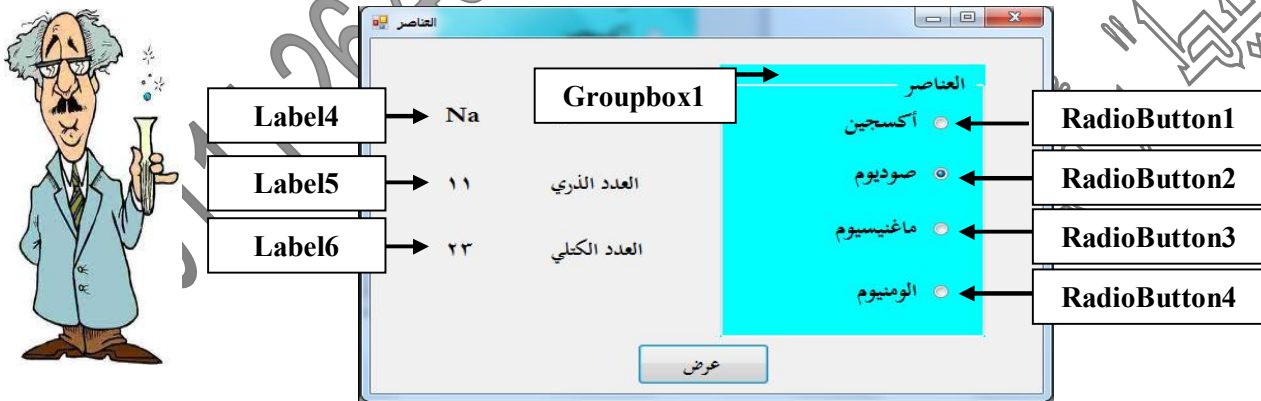 العناصر
Groupbox1
العناصر
Label4
Na
أكسجين
RadioButton1
Label5
١١
العدد الذري
صوديوم
RadioButton2
Label6
٢٣
العدد الكتلي
ماغنيسيوم
RadioButton3
الومنيوم
RadioButton4
عرض